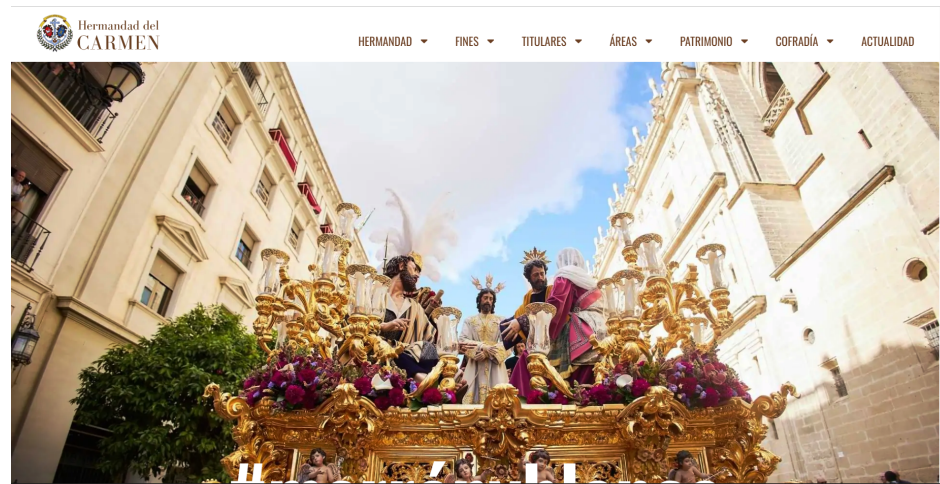 Hermandad del
CARMEN
HERMANDAD
FINES
TITULARES
ÁREAS
PATRIMONIO
COFRADÍA
ACTUALIDAD